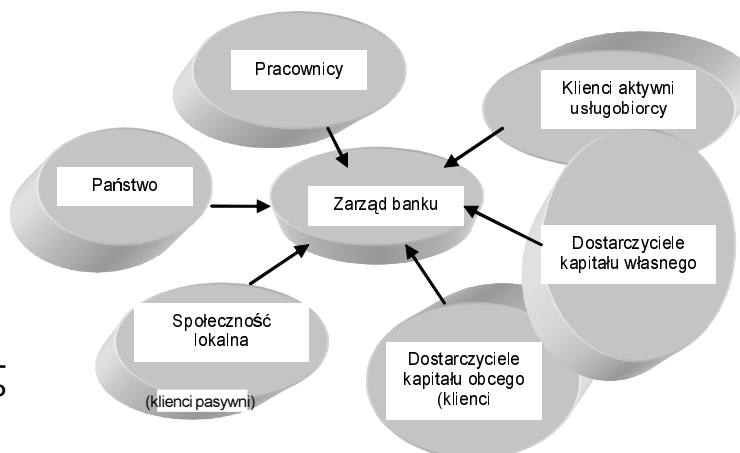 Pracownicy
Klienci aktywni
usługobiorcy
Państwo
Zarząd banku
Dostarczyciele
kapitału własnego
Społeczność
lokalna
(klienci pasywni)
Dostarczyciele
kapitału obcego
(klienci